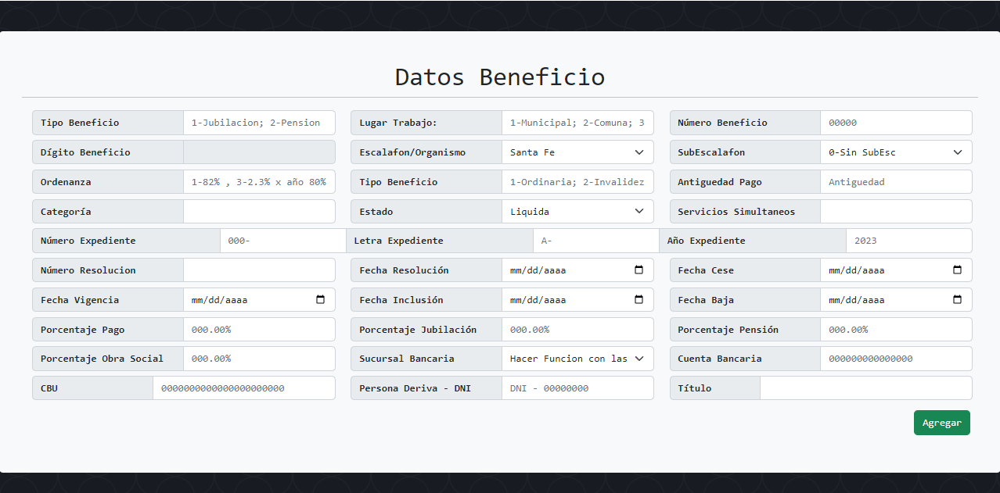 Datos Beneficio
Tipo Beneficio 1-Jubilacion; 2-Pension Lugar Trabajo: 1-Municipal; 2-Comuna; 3 Número Beneficio 00000
Dígito Beneficio Escalafon/Organismo Santa Fe SubEscalafon 0-Sin SubEsc
Ordenanza 1-82% , 3-2.3% x año 80% Tipo Beneficio 1-Ordinaria; 2-Invalidez Antiguedad Pago Antiguedad
Categoría Estado Liquida Servicios Simultaneos
Número Expediente 000- Letra Expediente A- Año Expediente 2023
Número Resolucion Fecha Resolución mm/dd/aaaa Fecha Cese mm/dd/aaaa
Fecha Vigencia mm/dd/aaaa Fecha Inclusión mm/dd/aaaa Fecha Baja mm/dd/aaaa
Porcentaje Pago 000.00% Porcentaje Jubilación 000.00% Porcentaje Pensión 000.00%
Porcentaje Obra Social 000.00% Sucursal Bancaria Hacer Funcion con las Cuenta Bancaria 000000000000000
CBU 0000000000000000000000 Persona Deriva - DNI DNI - 00000000 Título
Agregar